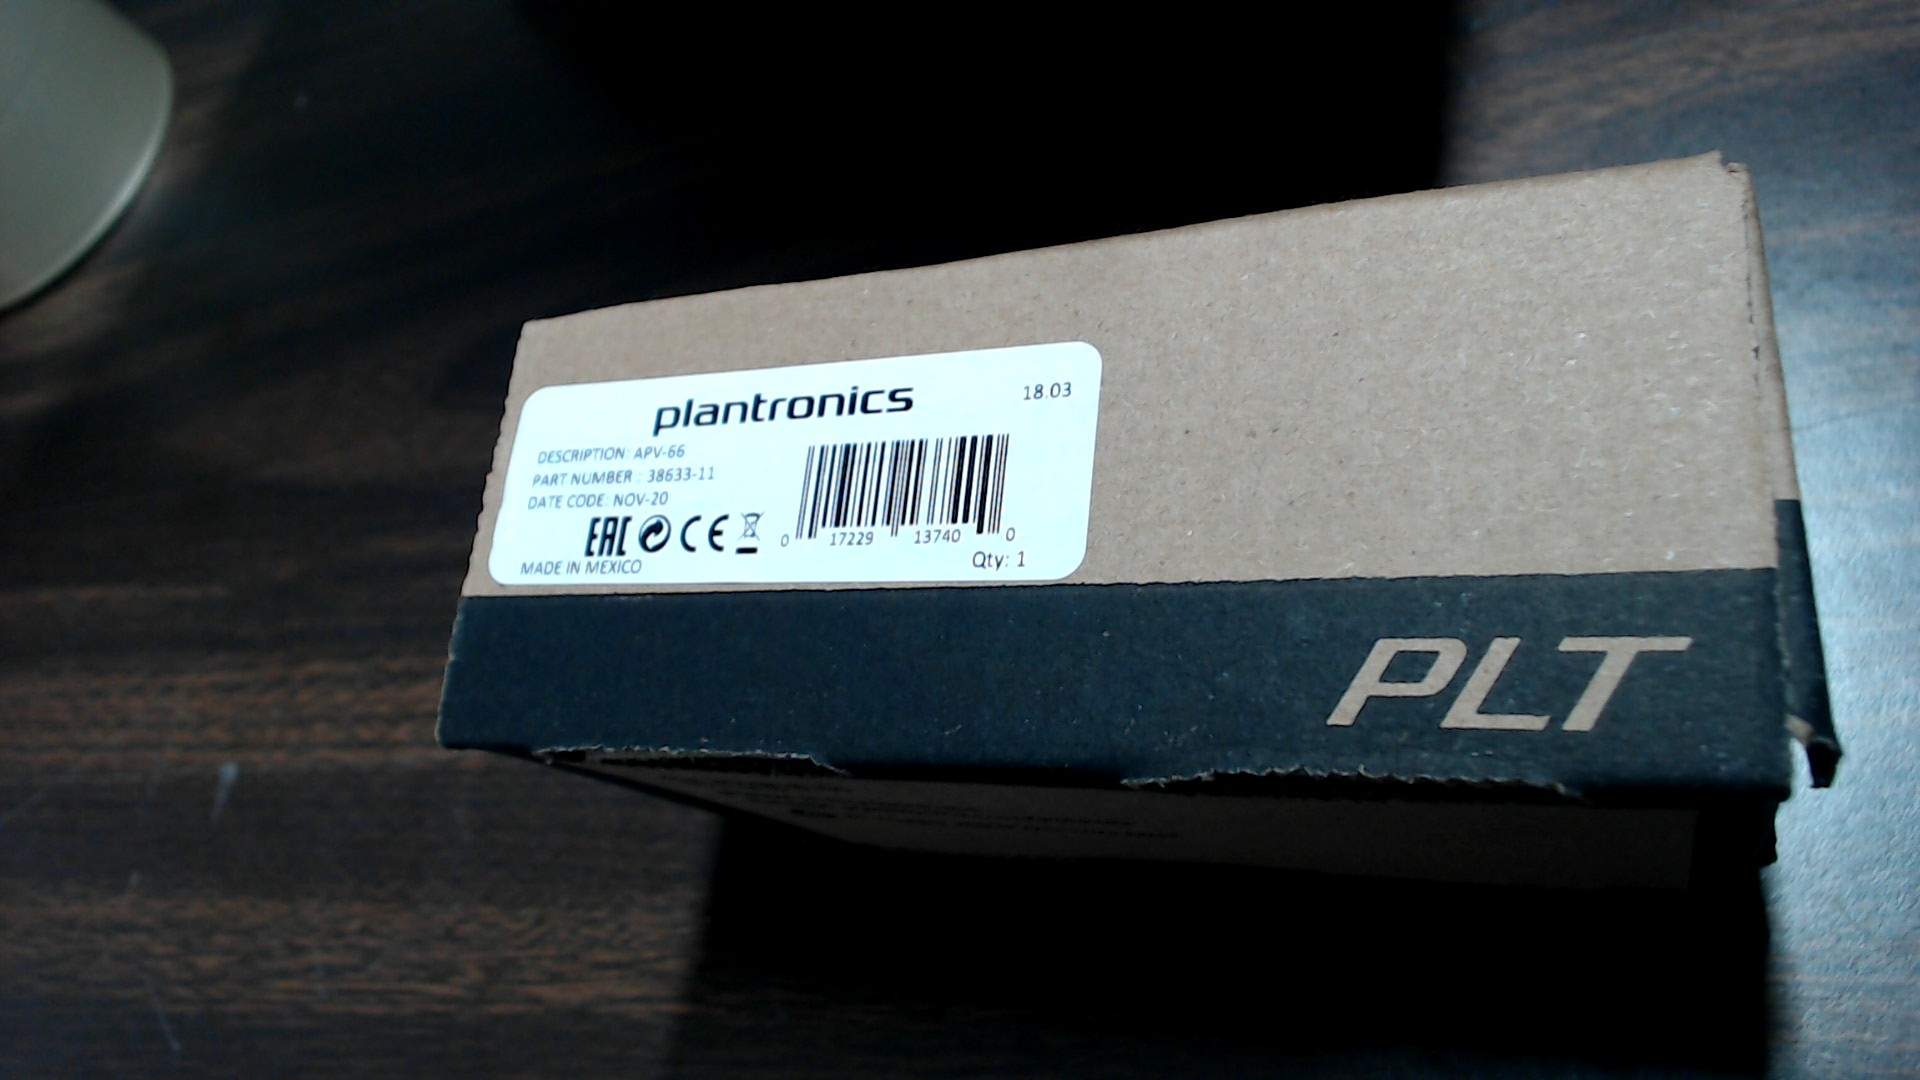 plantronics
18.03
DESCRIPTION: APV-66
PART NUMBER : 38633-11
DATE CODE: NOV-20
EAC CE
0 17229 13740 0
MADE IN MEXICO
Qty: 1
PLT